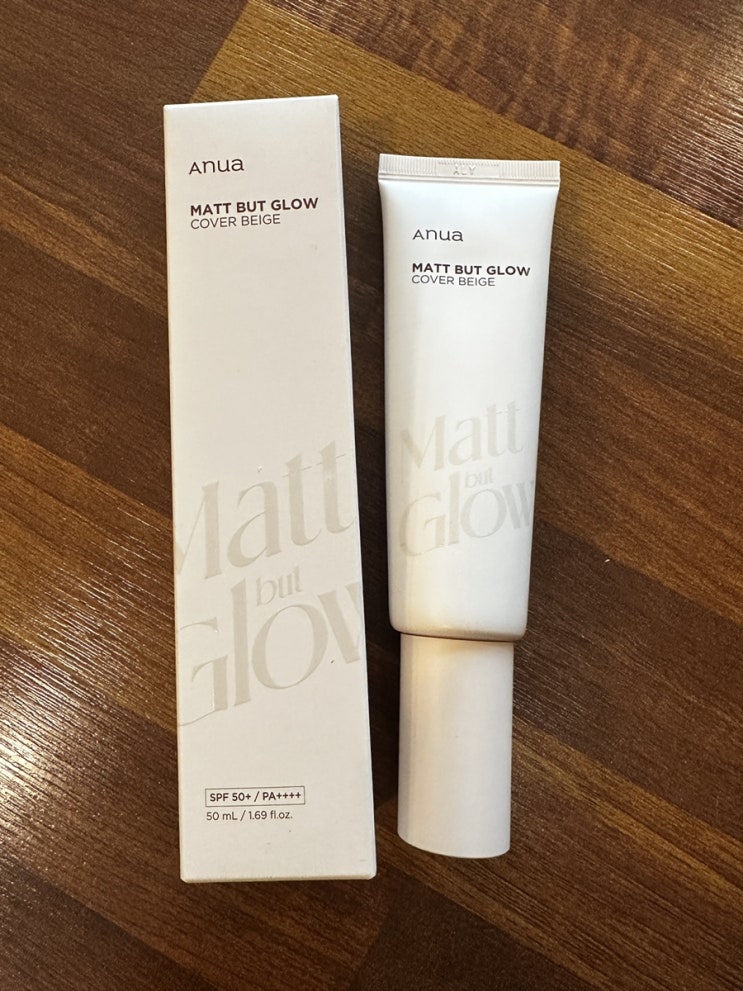 Anua
MATT BUT GLOW
COVER BEIGE
Matt
but
Glow
SPF 50+ / PA++++
50 mL / 1.69 fl.oz.
Anua
MATT BUT GLOW
COVER BEIGE
Matt
but
Glow